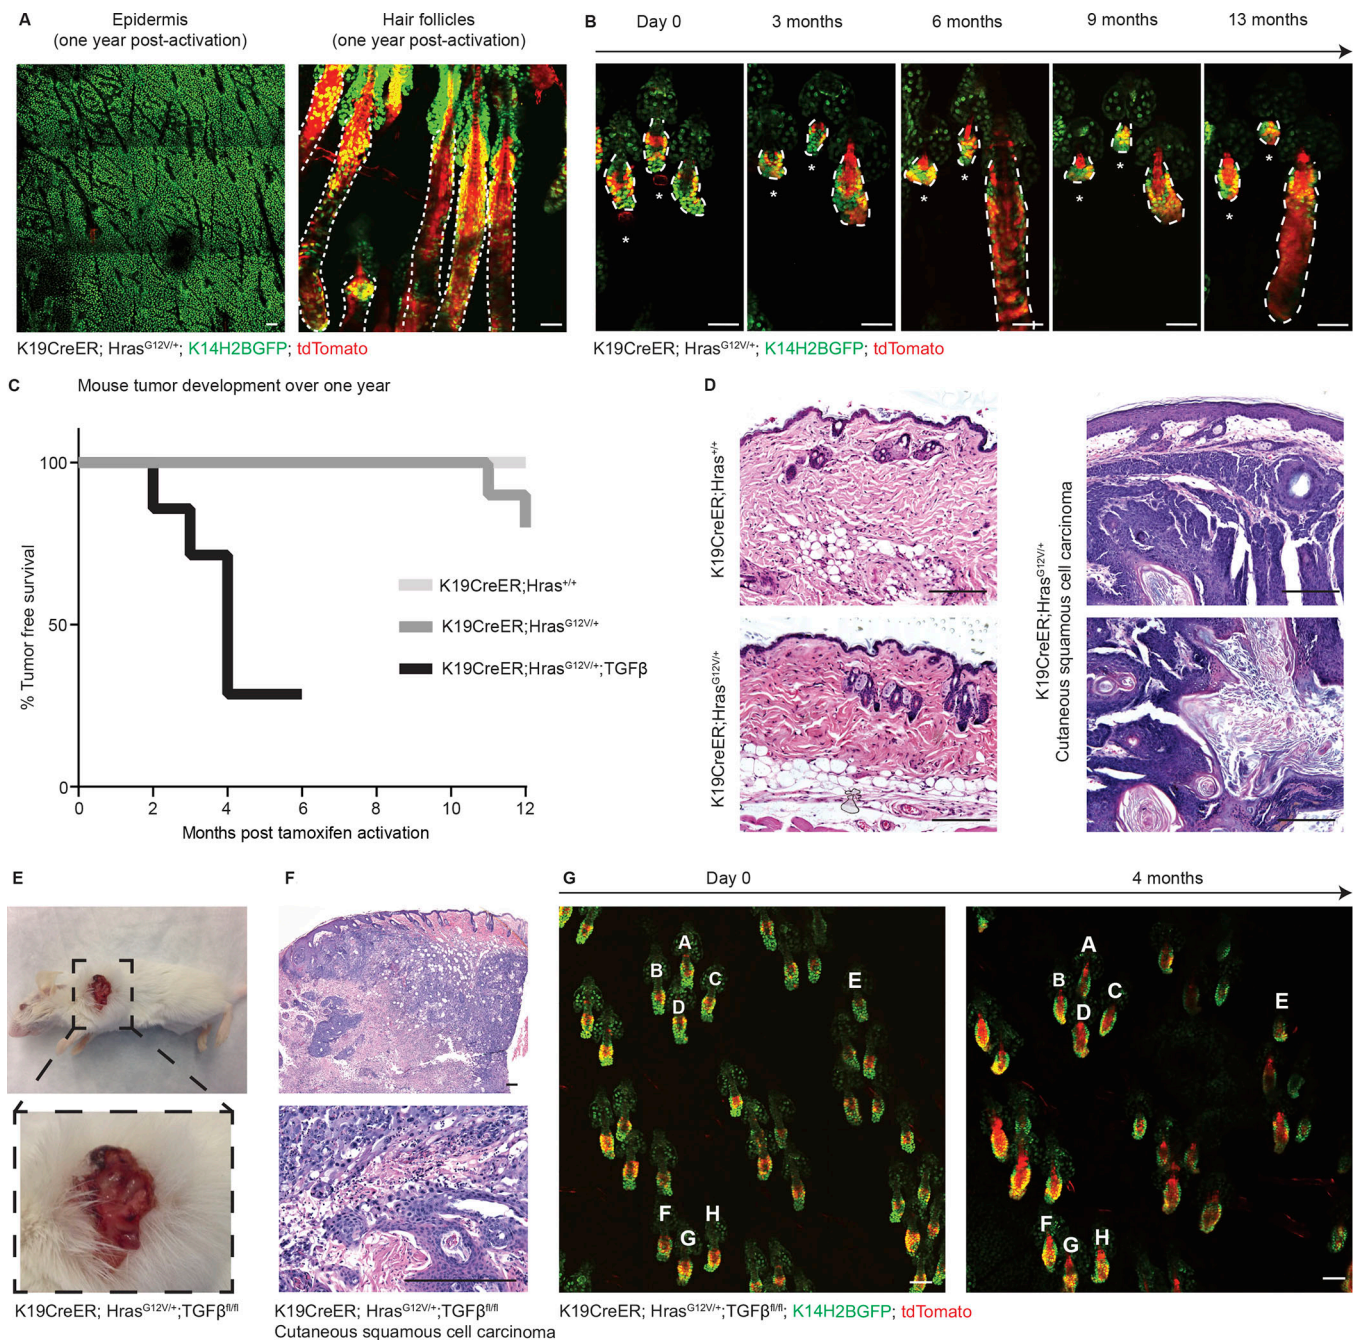 A
Epidermis
(one year post-activation)
Hair follicles
(one year post-activation)
K19CreER; Hras^G12V/+; K14H2BGFP; tdTomato
B
Day 0
3 months
6 months
9 months
13 months
*
*
*
*
*
*
*
*
*
*
K19CreER; Hras^G12V/+; K14H2BGFP; tdTomato
C
Mouse tumor development over one year
% Tumor free survival
100
50
0
0
2
4
6
8
10
12
Months post tamoxifen activation
K19CreER;Hras^+/+
K19CreER;Hras^G12V/+
K19CreER;Hras^G12V/+;TGFβ
D
K19CreER;Hras^+/+
K19CreER;Hras^G12V/+
K19CreER;Hras^G12V/+
Cutaneous squamous cell carcinoma
E
K19CreER; Hras^G12V/+;TGFβ^fl/fl
F
K19CreER; Hras^G12V/+;TGFβ^fl/fl
Cutaneous squamous cell carcinoma
G
Day 0
4 months
A
B
C
D
E
F
G
H
A
B
C
D
E
F
G
H
K19CreER; Hras^G12V/+;TGFβ^fl/fl; K14H2BGFP; tdTomato